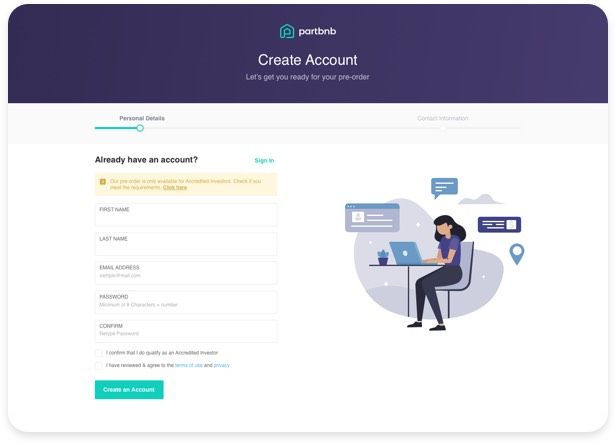 partbnb
Create Account
Let's get you ready for your pre-order
Personal Details
Contact Information
Already have an account?
Sign In
Our pre-order is only available for Accredited Investors. Check if you
meet the requirements. Click here
FIRST NAME
LAST NAME
EMAIL ADDRESS
sample@mail.com
PASSWORD
Minimum or 8 Characters + number
CONFIRM
Retype Password
I confirm that I do qualify as an Accredited Investor
I have reviewed & agree to the terms of use and privacy
Create an Account